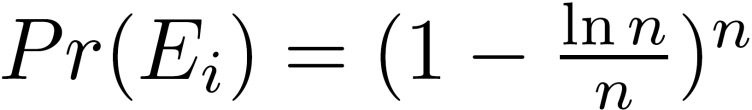 Pr(E_i) = (1 − \frac{\ln n}{n})^n